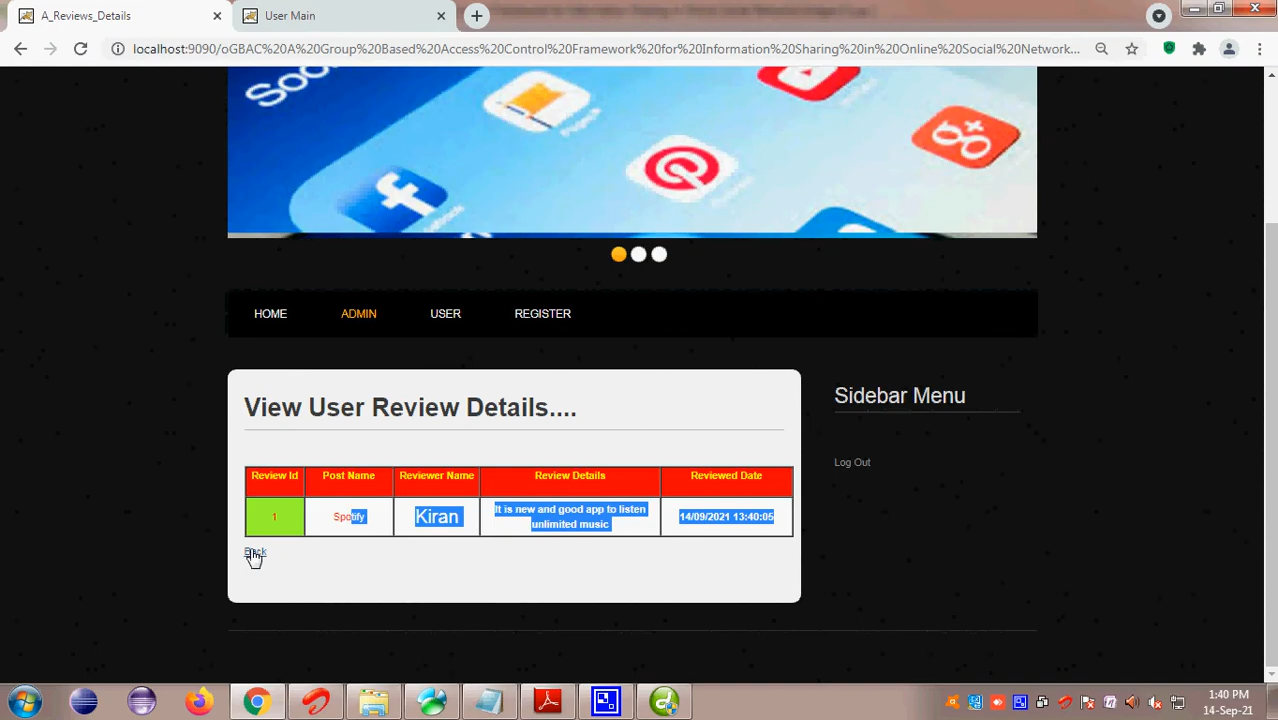 A_Reviews_Details
User Main
localhost:9090/oGBAC%20A%20Group%20Based%20Access%20Control%20Framework%20for%20Information%20Sharing%20in%20Online%20Social%20Network...
Soc
HOME
ADMIN
USER
REGISTER
View User Review Details....
Sidebar Menu
Review Id
Post Name
Reviewer Name
Review Details
Reviewed Date
1
Spotify
Kiran
It is new and good app to listen
unlimited music
14/09/2021 13:40:05
Log Out
Back
1:40 PM
14-Sep-21